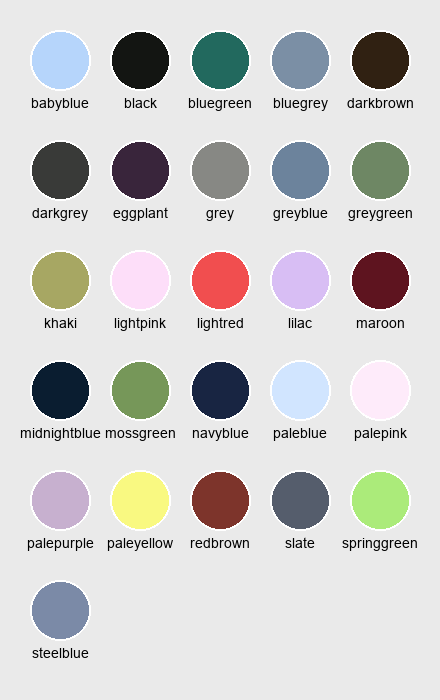 babyblue black bluegreen bluegrey darkbrown
darkgrey eggplant grey greyblue greygreen
khaki lightpink lightred lilac maroon
midnightblue mossgreen navyblue paleblue palepink
palepurple paleyellow redbrown slate springgreen
steelblue